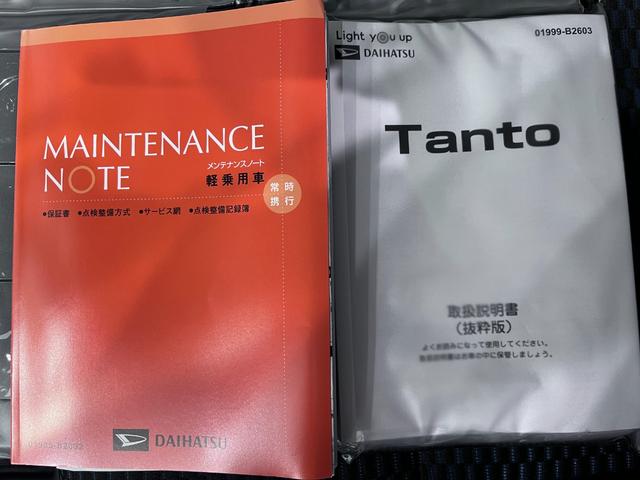 MAINTENANCE
NOTE
メンテナンスノート
軽乗用車
常時
携行
●保証書 ●点検整備方式 ●サービス網 ●点検整備記録簿
DAIHATSU
Light you up
DAIHATSU
01999-B2603
Tanto
取扱説明書
（抜粋版）
よくお読みになって使用してください。
取扱説明書はお車の中に保管しましょう。